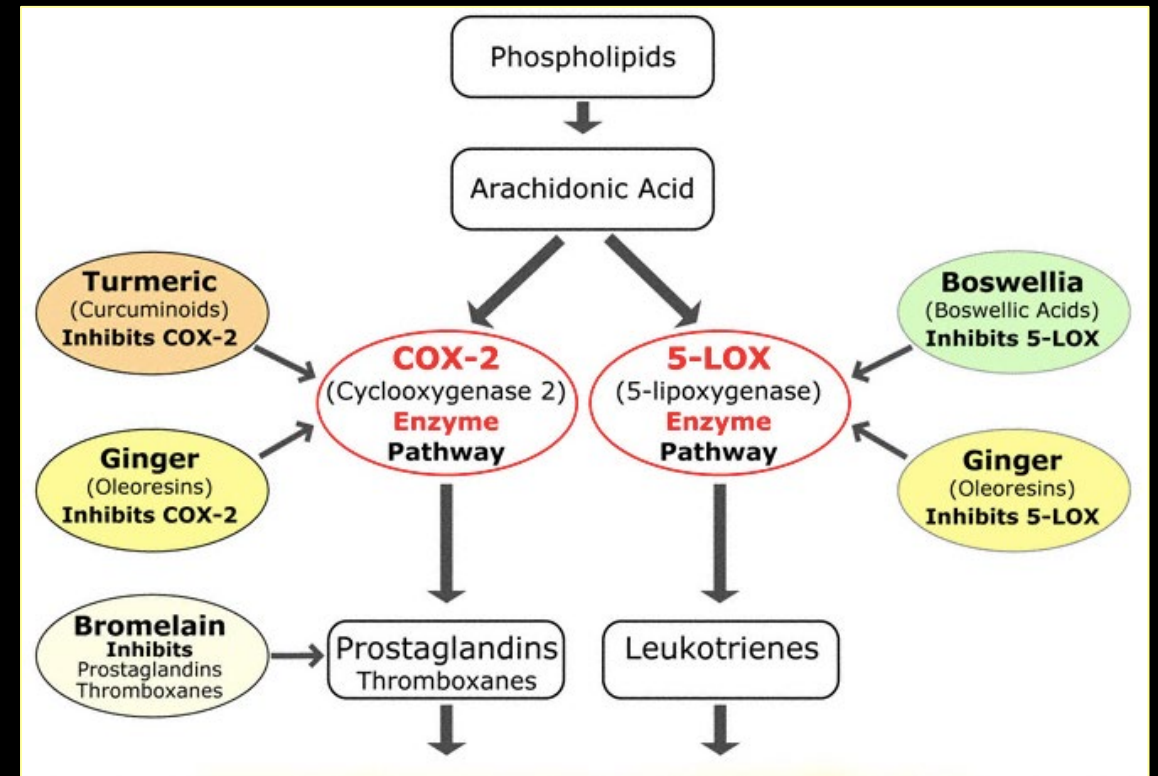 Phospholipids
Arachidonic Acid
Turmeric
(Curcuminoids)
Inhibits COX-2
Boswellia
(Boswellic Acids)
Inhibits 5-LOX
COX-2
(Cyclooxygenase 2)
Enzyme
Pathway
5-LOX
(5-lipoxygenase)
Enzyme
Pathway
Ginger
(Oleoresins)
Inhibits COX-2
Ginger
(Oleoresins)
Inhibits 5-LOX
Bromelain
Inhibits
Prostaglandins
Thromboxanes
Prostaglandins
Thromboxanes
Leukotrienes